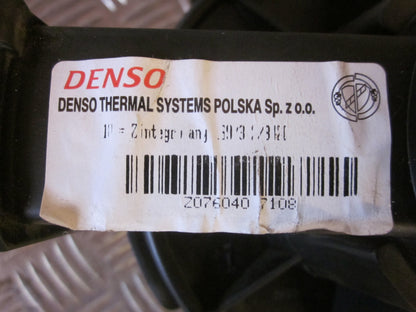 DENSO
DENSO THERMAL SYSTEMS POLSKA Sp. z o.o.
Z076040 7108